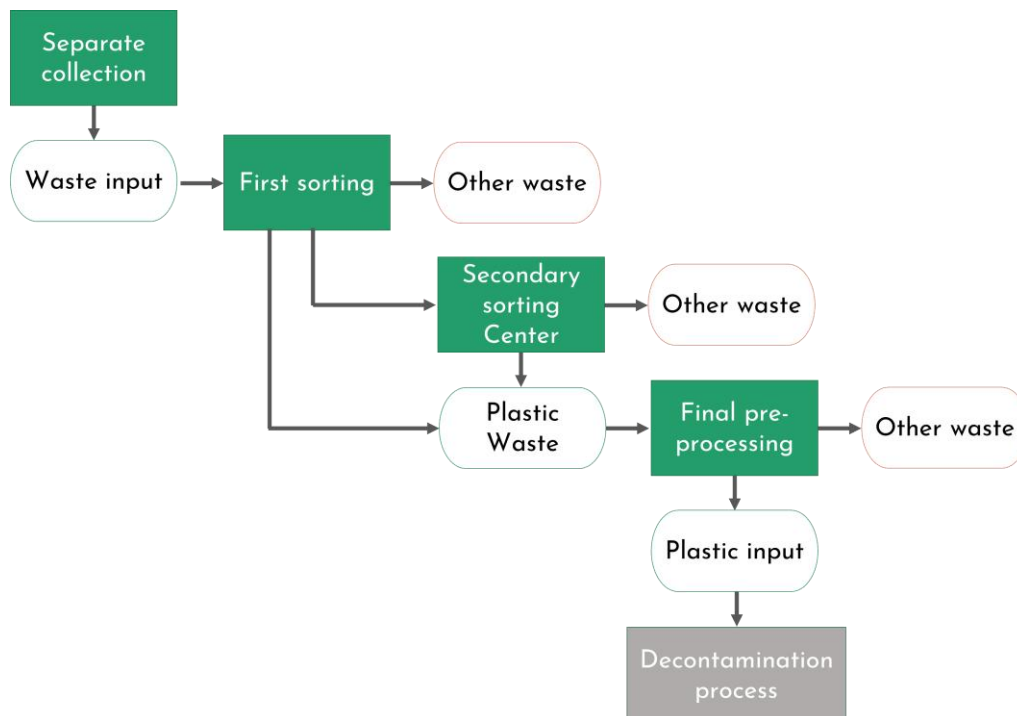 Separate
collection
Waste input
First sorting
Other waste
Secondary
sorting
Center
Other waste
Plastic
Waste
Final pre-
processing
Other waste
Plastic input
Decontamination
process